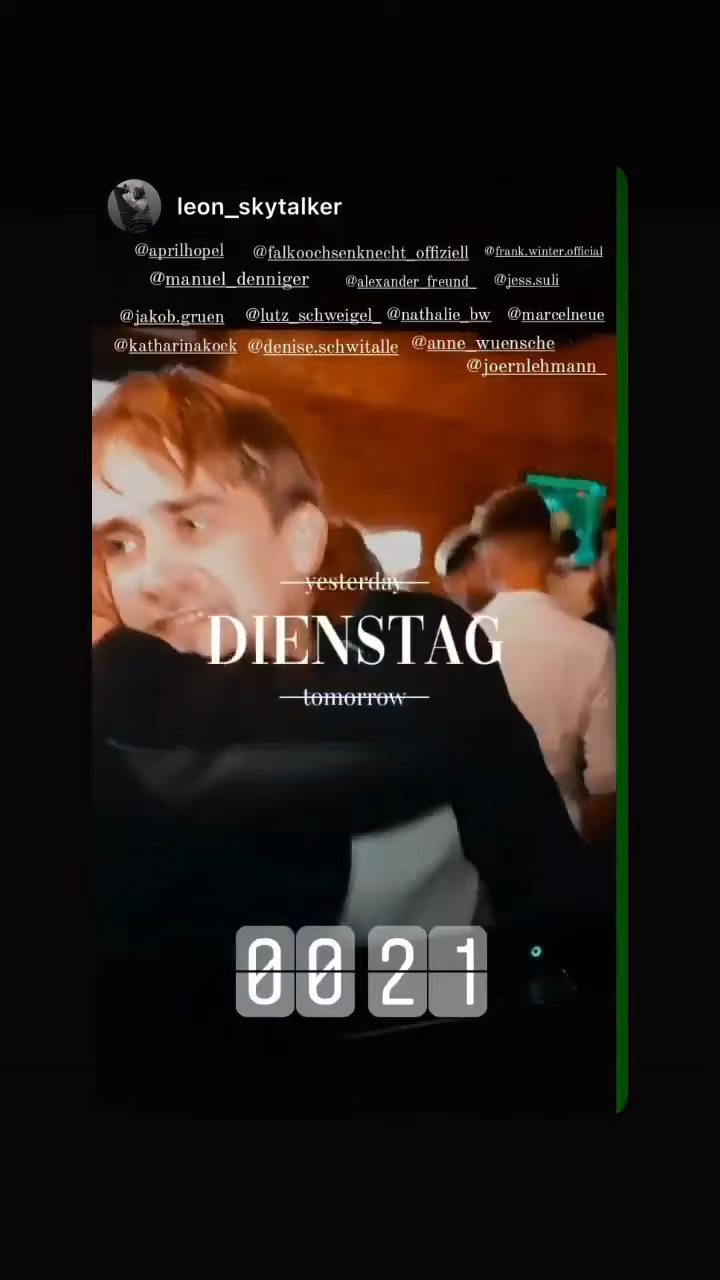 leon_skytalker
@aprilhopel @falkoochsenknecht_offiziell @frank.winter.official
@manuel_denniger @alexander_freund_ @jess.suli
@jakob.gruen @lutz_schweigel_ @nathalie_bw @marcelneue
@katharinakock @denise.schwitalle @anne_wuensche
@joernlehmann_
yesterday
DIENSTAG
tomorrow
00 21